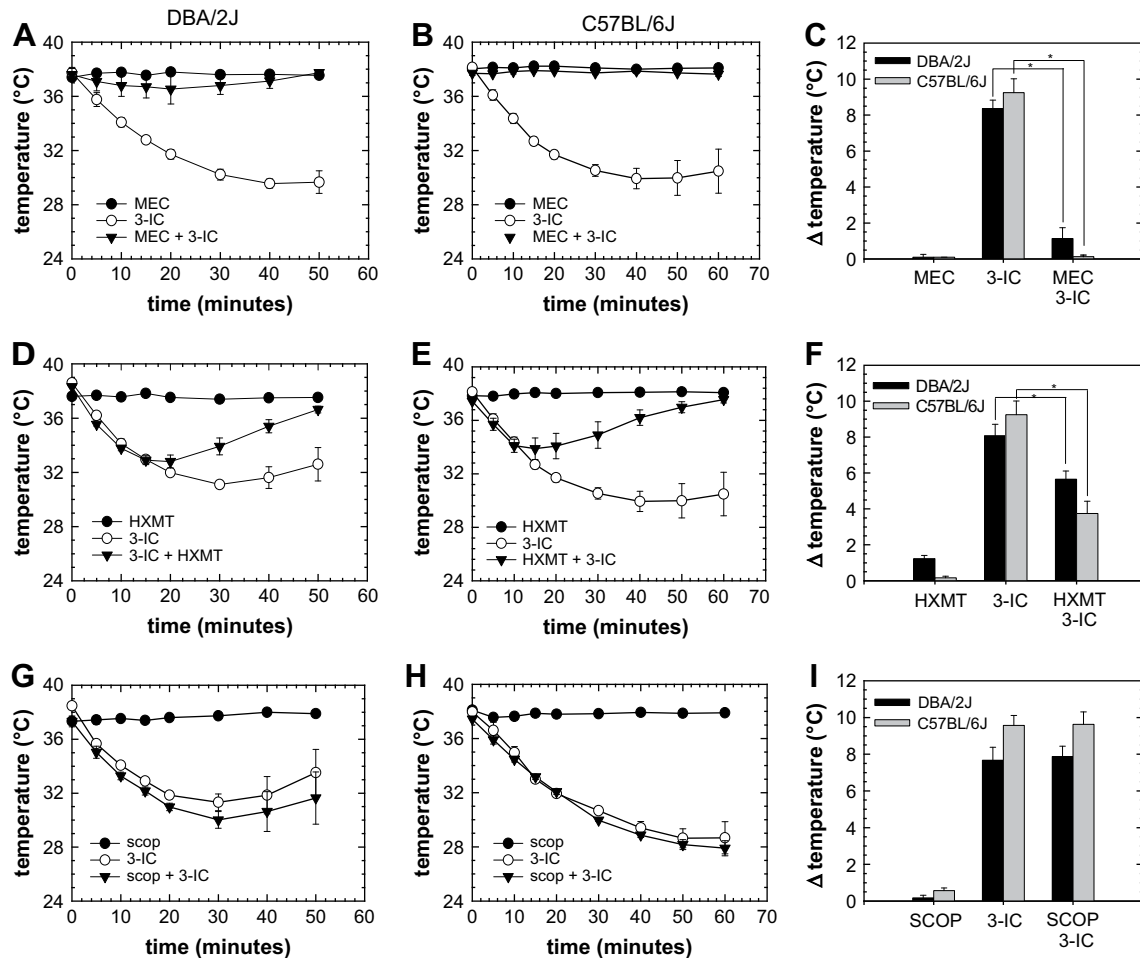 DBA/2J
C57BL/6J
A
40
36
32
28
24
temperature (°C)
MEC
3-IC
MEC + 3-IC
0 10 20 30 40 50 60
time (minutes)
B
40
36
32
28
24
temperature (°C)
MEC
3-IC
MEC + 3-IC
0 10 20 30 40 50 60 70
time (minutes)
C
12
10
8
6
4
2
0
Δ temperature (°C)
DBA/2J
C57BL/6J
*
*
MEC 3-IC MEC
3-IC
D
40
36
32
28
24
temperature (°C)
HXMT
3-IC
3-IC + HXMT
0 10 20 30 40 50 60
time (minutes)
E
40
36
32
28
24
temperature (°C)
HXMT
3-IC
HXMT + 3-IC
0 10 20 30 40 50 60 70
time (minutes)
F
12
10
8
6
4
2
0
Δ temperature (°C)
DBA/2J
C57BL/6J
*
*
HXMT 3-IC HXMT
3-IC
G
40
36
32
28
24
temperature (°C)
scop
3-IC
scop + 3-IC
0 10 20 30 40 50 60
time (minutes)
H
40
36
32
28
24
temperature (°C)
scop
3-IC
scop + 3-IC
0 10 20 30 40 50 60 70
time (minutes)
I
12
10
8
6
4
2
0
Δ temperature (°C)
DBA/2J
C57BL/6J
SCOP 3-IC SCOP
3-IC